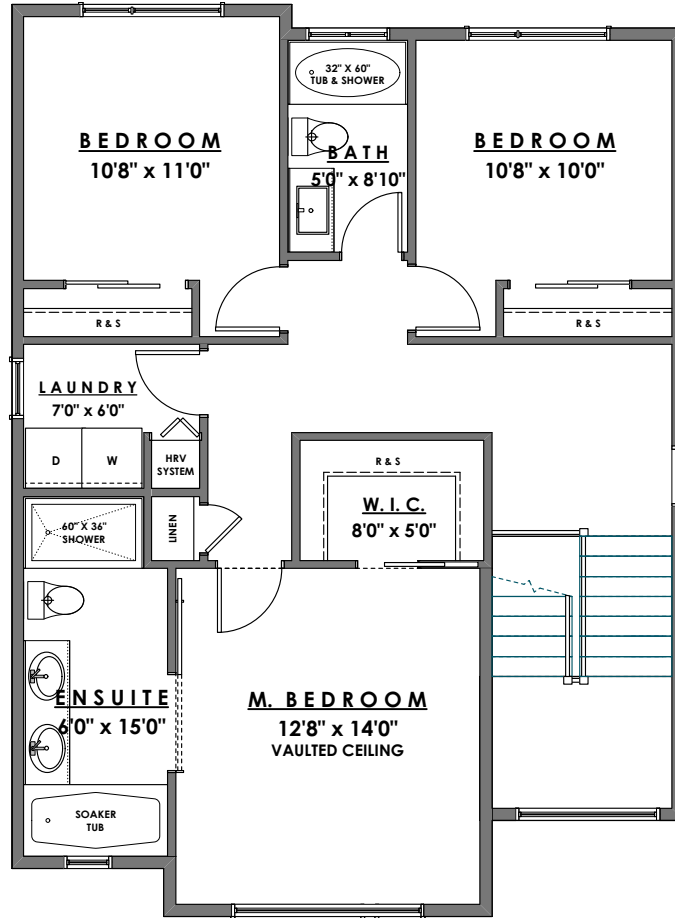 32" X 60"
TUB & SHOWER
BEDROOM
10'8" x 11'0"
BATH
5'0" x 8'10"
BEDROOM
10'8" x 10'0"
R & S
R & S
LAUNDRY
7'0" x 6'0"
D
W
HRV
SYSTEM
R & S
W. I. C.
8'0" x 5'0"
60" X 36"
SHOWER
LINEN
ENSUITE
6'0" x 15'0"
M. BEDROOM
12'8" x 14'0"
VAULTED CEILING
SOAKER
TUB